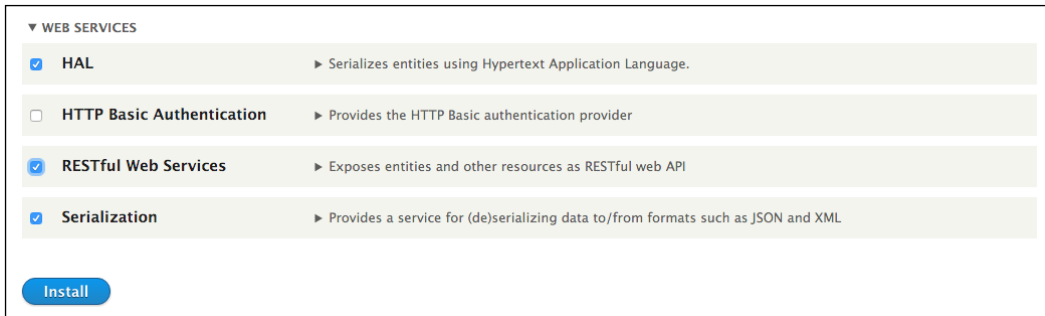 ▼ WEB SERVICES
HAL ▶ Serializes entities using Hypertext Application Language.
HTTP Basic Authentication ▶ Provides the HTTP Basic authentication provider
RESTful Web Services ▶ Exposes entities and other resources as RESTful web API
Serialization ▶ Provides a service for (de)serializing data to/from formats such as JSON and XML
Install